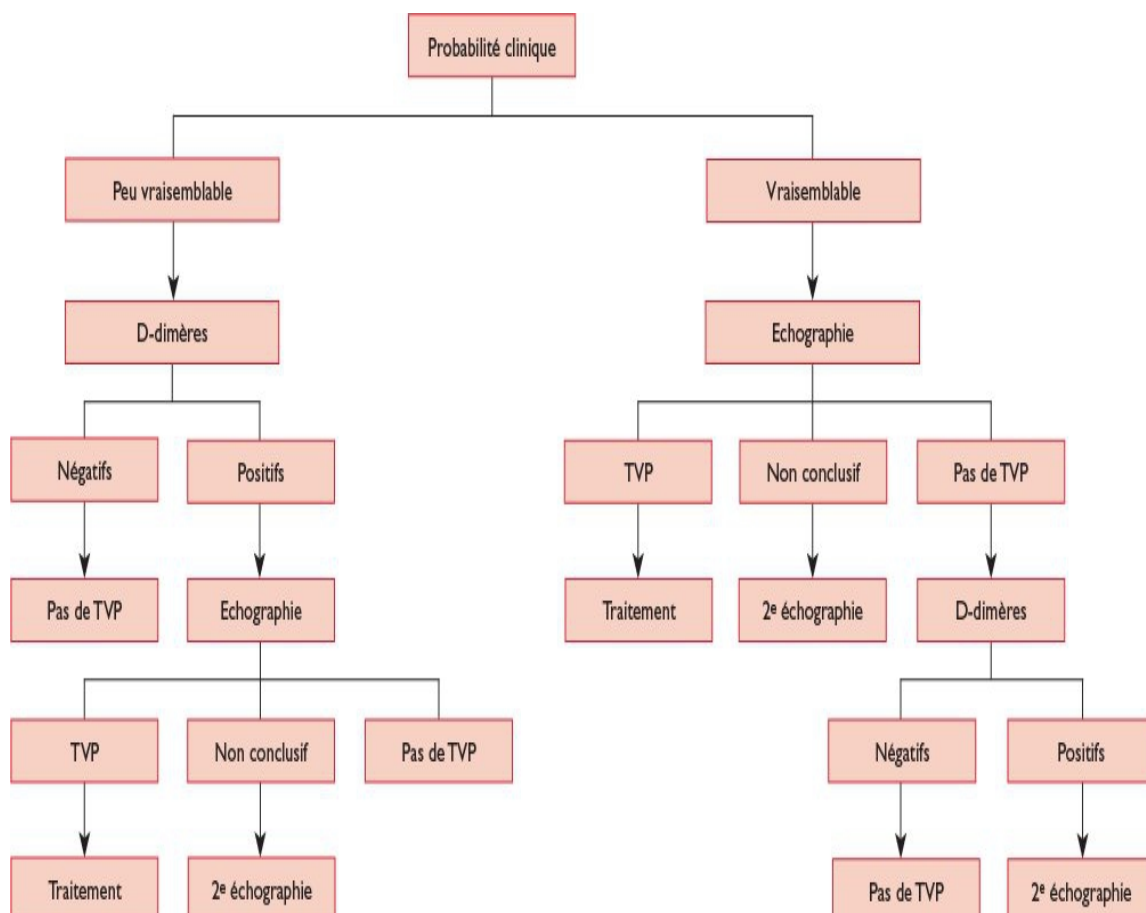 Probabilité clinique
Peu vraisemblable
Vraisemblable
D-dimères
Echographie
Négatifs
Positifs
TVP
Non conclusif
Pas de TVP
Pas de TVP
Echographie
Traitement
2ᵉ échographie
D-dimères
TVP
Non conclusif
Pas de TVP
Négatifs
Positifs
Traitement
2ᵉ échographie
Pas de TVP
2ᵉ échographie